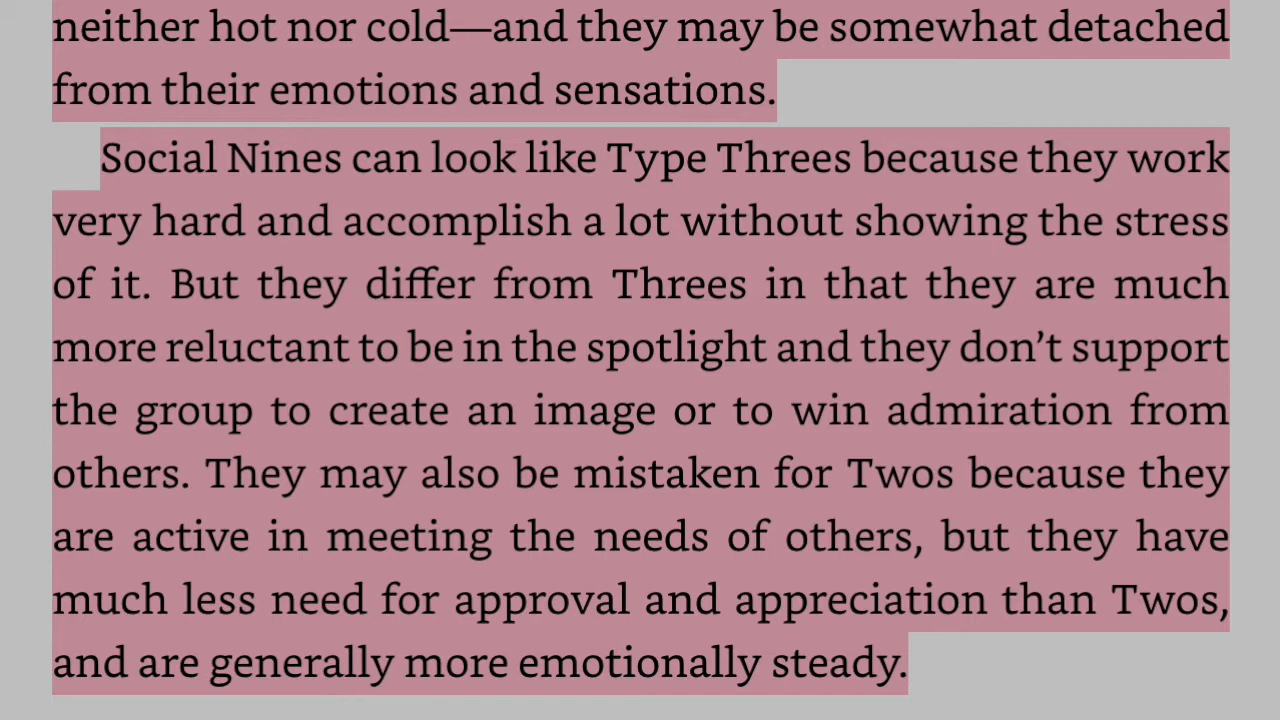 neither hot nor cold—and they may be somewhat detached
from their emotions and sensations.
Social Nines can look like Type Threes because they work
very hard and accomplish a lot without showing the stress
of it. But they differ from Threes in that they are much
more reluctant to be in the spotlight and they don’t support
the group to create an image or to win admiration from
others. They may also be mistaken for Twos because they
are active in meeting the needs of others, but they have
much less need for approval and appreciation than Twos,
and are generally more emotionally steady.